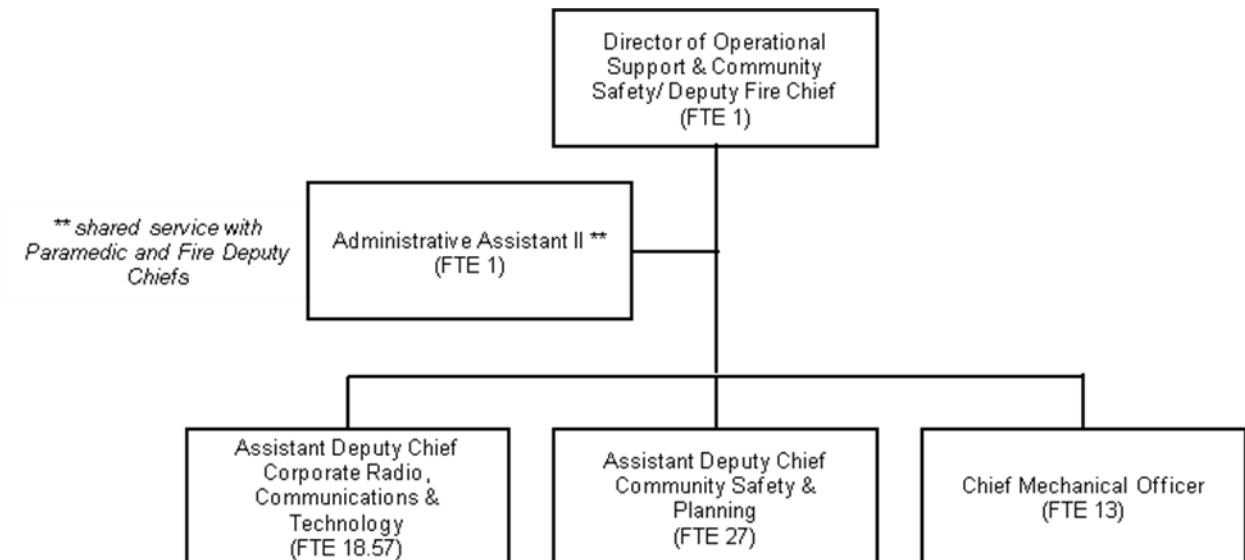 Director of Operational
Support & Community
Safety/ Deputy Fire Chief
(FTE 1)
** shared service with
Paramedic and Fire Deputy
Chiefs
Administrative Assistant II **
(FTE 1)
Assistant Deputy Chief
Corporate Radio,
Communications &
Technology
(FTE 18.57)
Assistant Deputy Chief
Community Safety &
Planning
(FTE 27)
Chief Mechanical Officer
(FTE 13)